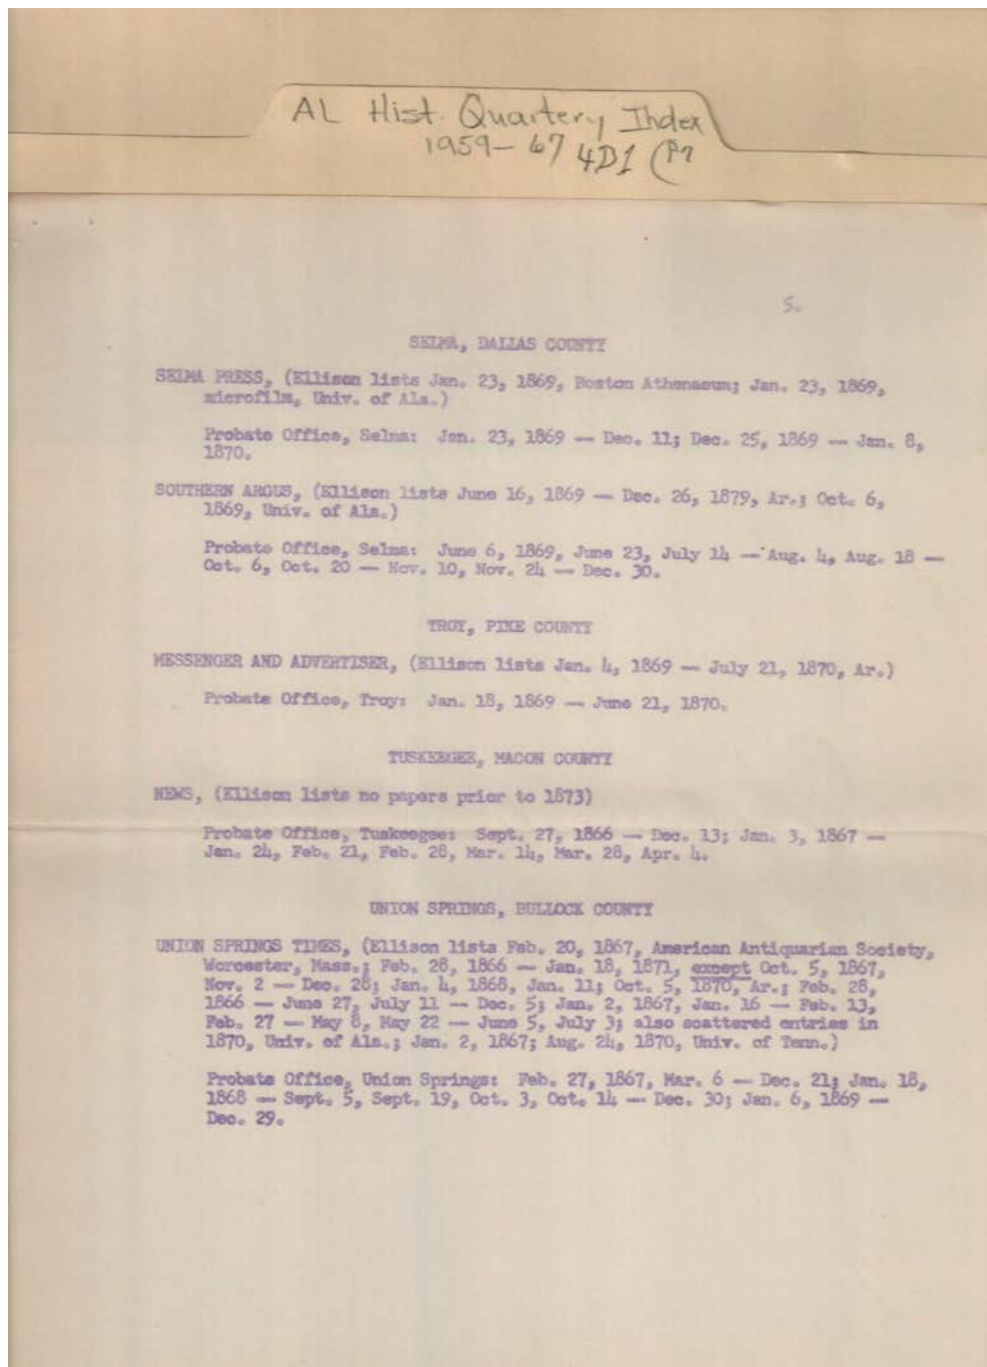 AL Hist. Quartery Index
1959-67 4D1
5.
SELMA, DALLAS COUNTY
SELMA PRESS, (Ellison lists Jan. 23, 1869, Boston Athenaeum; Jan. 23, 1869,
microfilm, Univ. of Ala.)
Probate Office, Selma: Jan. 23, 1869 — Dec. 11; Dec. 25, 1869 — Jan. 8,
1870.
SOUTHERN ARGUS, (Ellison lists June 16, 1869 — Dec. 26, 1879, Ar.; Oct. 6,
1869, Univ. of Ala.)
Probate Office, Selma: June 6, 1869, June 23, July 14 — Aug. 4, Aug. 18 —
Oct. 6, Oct. 20 — Nov. 10, Nov. 24 — Dec. 30.
TROY, PIKE COUNTY
MESSENGER AND ADVERTISER, (Ellison lists Jan. 4, 1869 — July 21, 1870, Ar.)
Probate Office, Troy: Jan. 18, 1869 — June 21, 1870.
TUSKEEGEE, MACON COUNTY
NEWS, (Ellison lists no papers prior to 1873)
Probate Office, Tuskeegee: Sept. 27, 1866 — Dec. 13; Jan. 3, 1867 —
Jan. 24, Feb. 21, Feb. 28, Mar. 14, Mar. 28, Apr. 4.
UNION SPRINGS, BULLOCK COUNTY
UNION SPRINGS TIMES, (Ellison lists Feb. 20, 1867, American Antiquarian Society,
Worcester, Mass.; Feb. 28, 1866 — Jan. 18, 1871, except Oct. 5, 1867,
Nov. 2 — Dec. 28; Jan. 4, 1868, Jan. 11; Oct. 5, 1870, Ar.; Feb. 28,
1866 — June 27, July 11 — Dec. 5; Jan. 2, 1867, Jan. 16 — Feb. 13,
Feb. 27 — May 8, May 22 — June 5, July 3; also scattered entries in
1870, Univ. of Ala.; Jan. 2, 1867; Aug. 24, 1870, Univ. of Tenn.)
Probate Office, Union Springs: Feb. 27, 1867, Mar. 6 — Dec. 21; Jan. 18,
1868 — Sept. 5, Sept. 19, Oct. 3, Oct. 14 — Dec. 30; Jan. 6, 1869 —
Dec. 29.